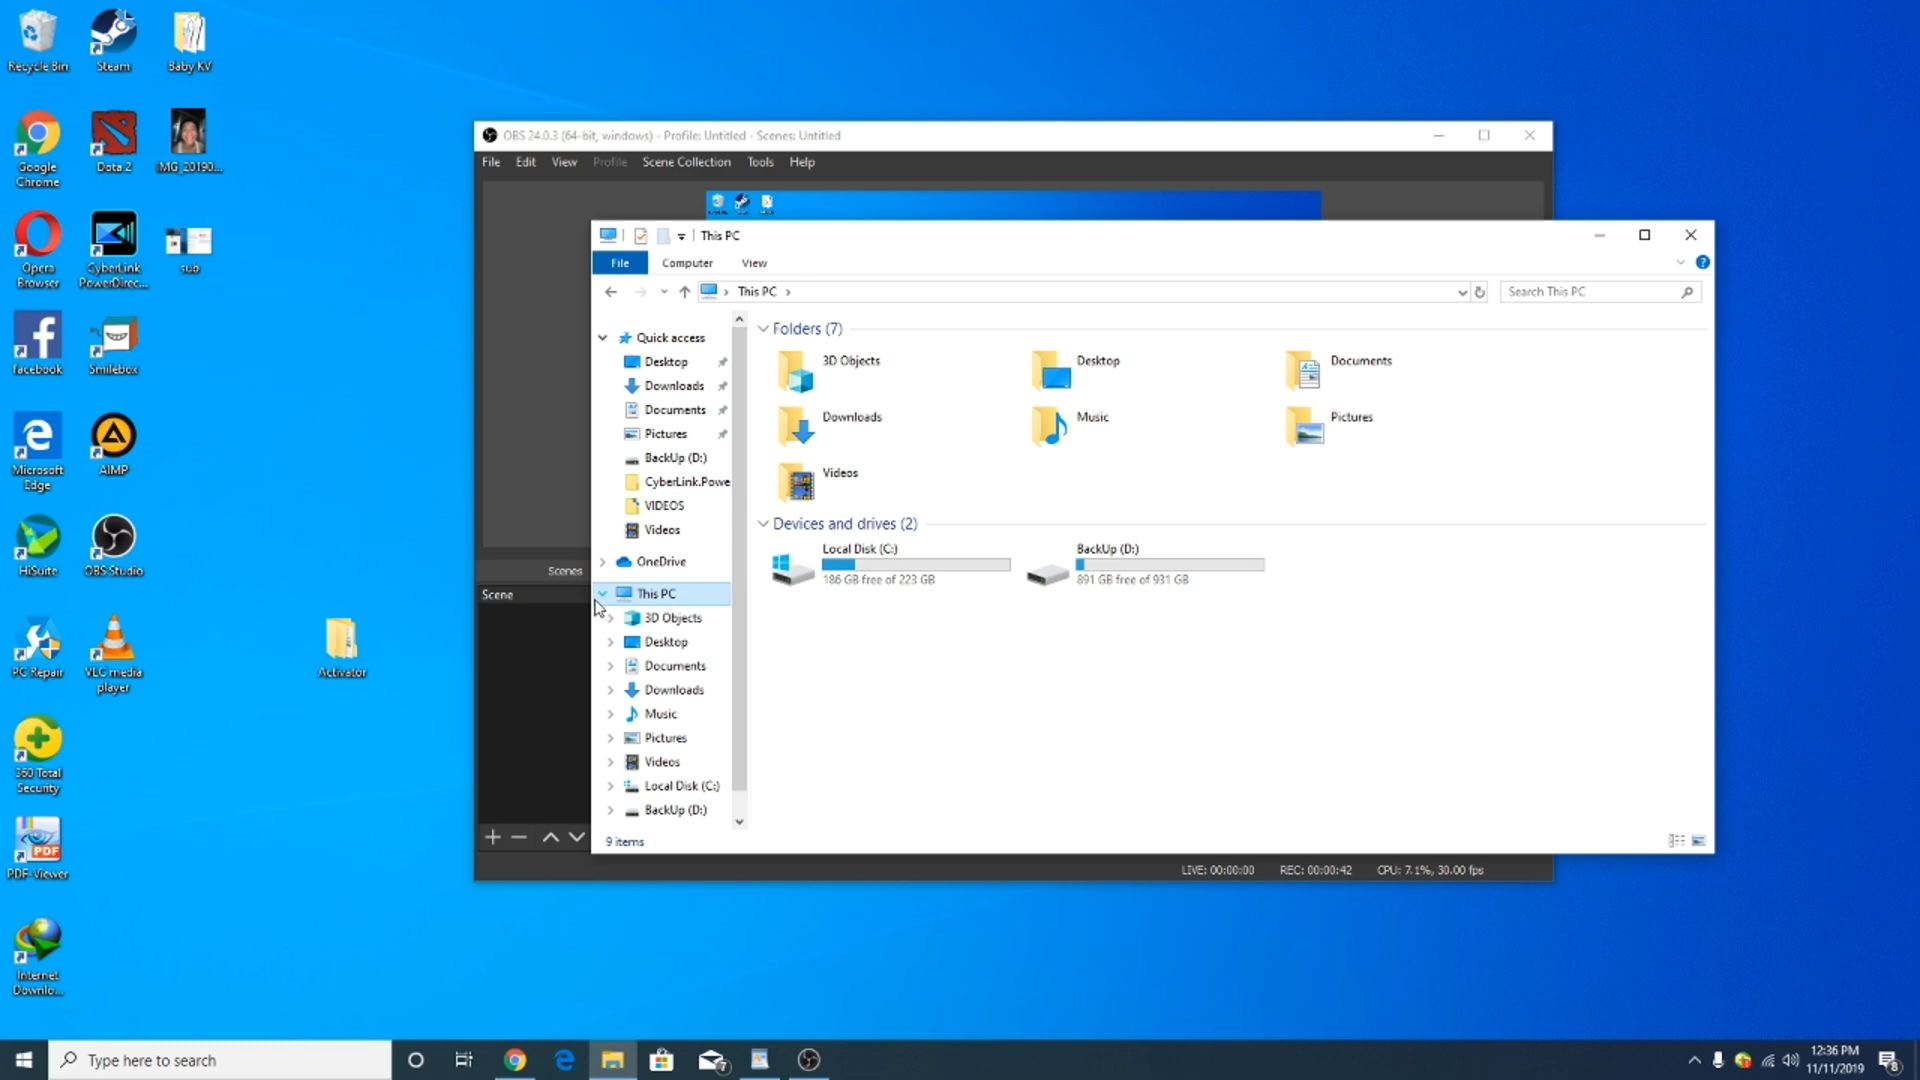 Recycle Bin
Steam
Baby KV
Google Chrome
Dota 2
IMG_20190...
Opera Browser
CyberLink PowerDirec...
sub
facebook
Smilebox
Microsoft Edge
AIMP
HiSuite
OBS Studio
PC Repair
VLC media player
Activator
360 Total Security
PDF Viewer
Internet Downlo...
OBS 24.0.3 (64-bit, windows) - Profile: Untitled - Scenes: Untitled
File Edit View Profile Scene Collection Tools Help
Scenes
Scene
This PC
File Computer View
This PC
Search This PC
Quick access
Desktop
Downloads
Documents
Pictures
BackUp (D:)
CyberLink.Powe
VIDEOS
Videos
OneDrive
This PC
3D Objects
Desktop
Documents
Downloads
Music
Pictures
Videos
Local Disk (C:)
BackUp (D:)
Folders (7)
3D Objects
Desktop
Documents
Downloads
Music
Pictures
Videos
Devices and drives (2)
Local Disk (C:)
186 GB free of 223 GB
BackUp (D:)
891 GB free of 931 GB
9 items
LIVE: 00:00:00 REC: 00:00:42 CPU: 7.1%, 30.00 fps
Type here to search
7
12:36 PM
11/11/2019
8